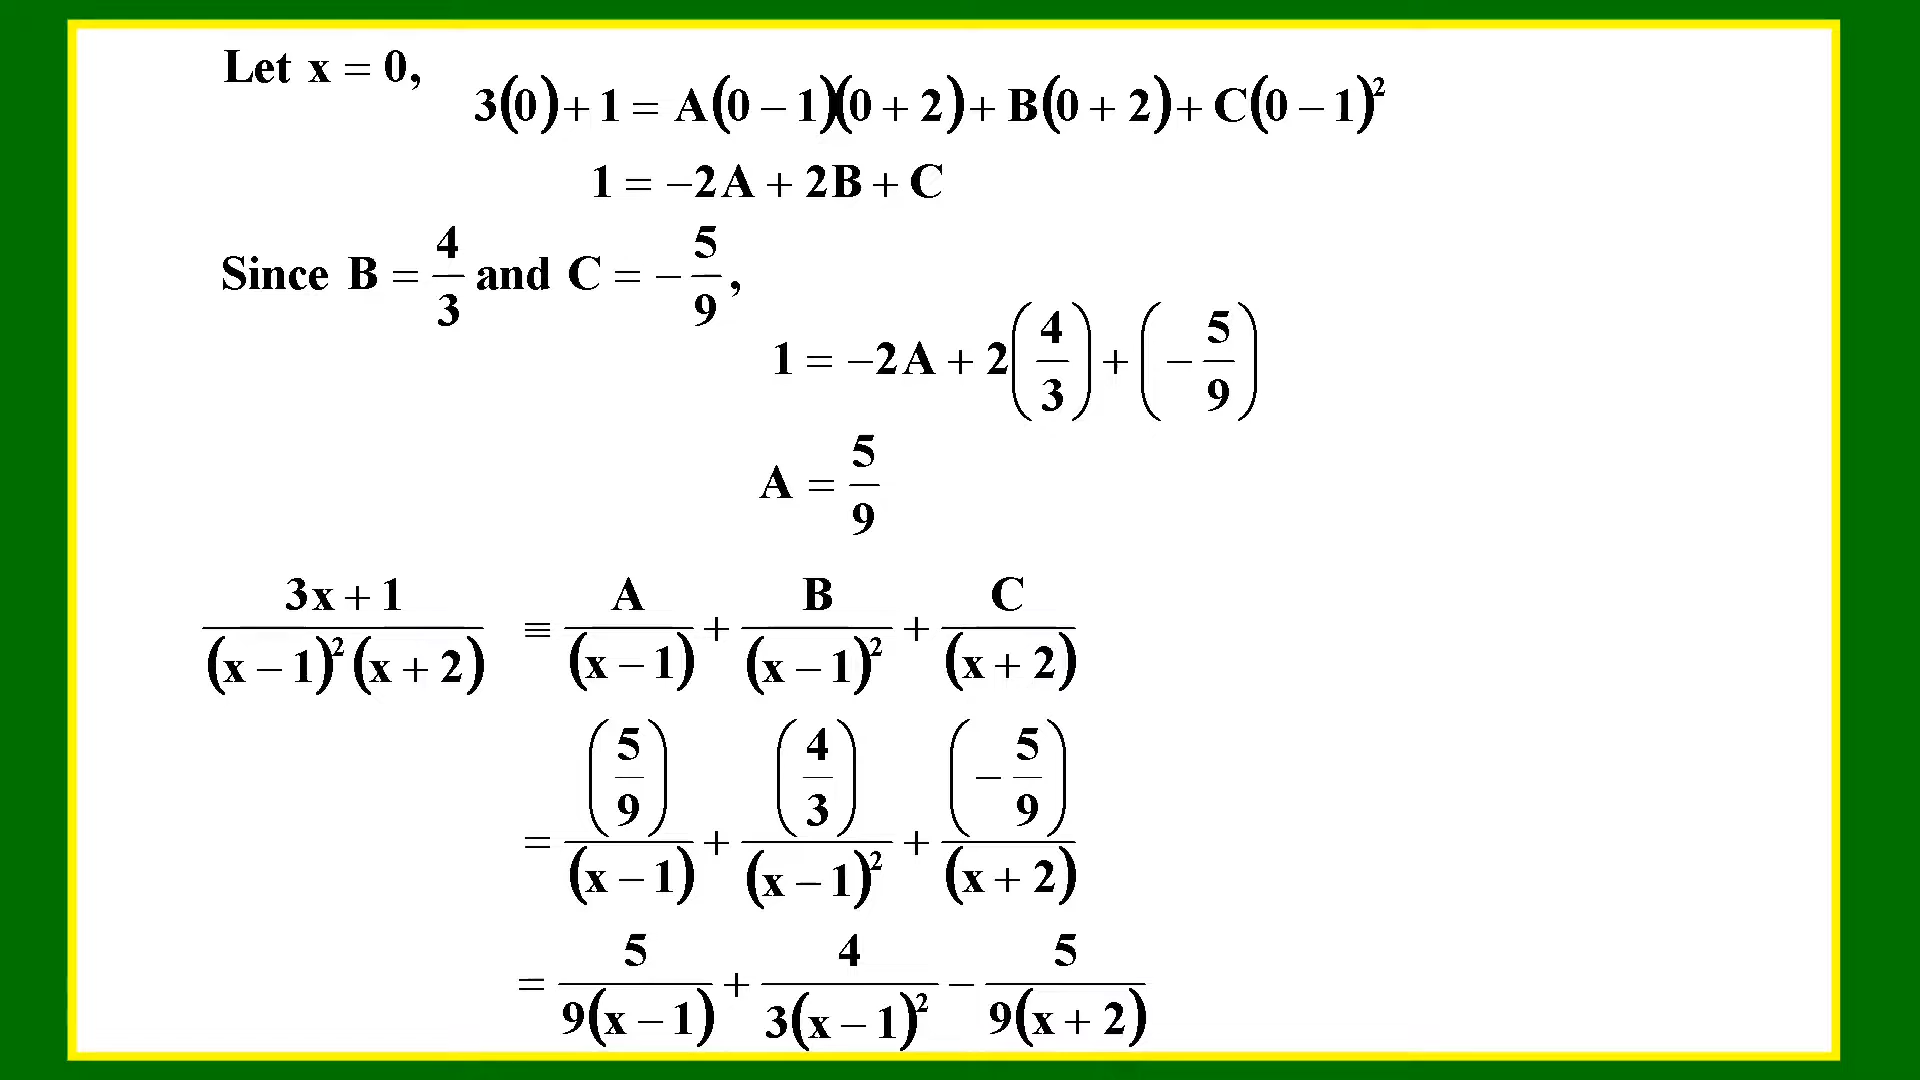 Let x = 0,
3(0) + 1 = A(0 − 1)(0 + 2) + B(0 + 2) + C(0 − 1)²
1 = −2A + 2B + C
Since B = 4/3 and C = −5/9,
1 = −2A + 2(4/3) + (−5/9)
A = 5/9
(3x + 1)/((x − 1)²(x + 2)) ≡ A/(x − 1) + B/(x − 1)² + C/(x + 2)
= (5/9)/(x − 1) + (4/3)/(x − 1)² + (−5/9)/(x + 2)
= 5/(9(x − 1)) + 4/(3(x − 1)²) − 5/(9(x + 2))